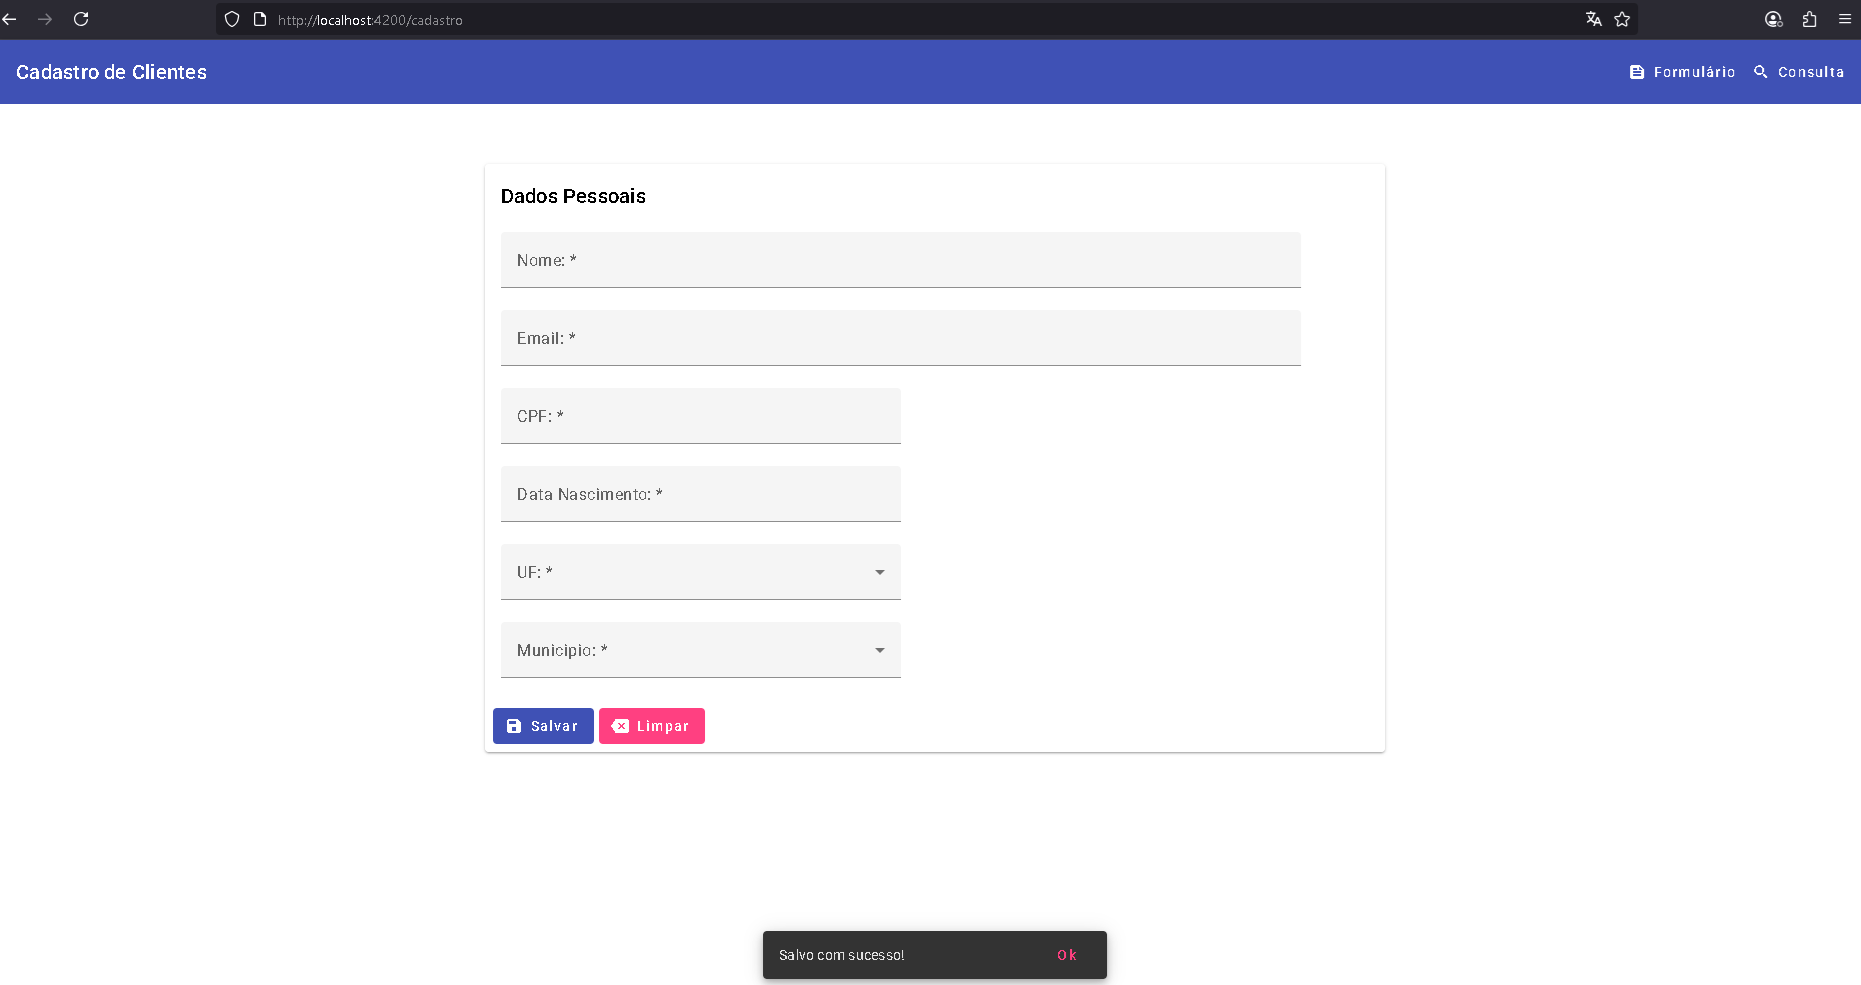 http://localhost:4200/cadastro
Cadastro de Clientes
Formulário
Consulta
Dados Pessoais
Nome: *
Email: *
CPF: *
Data Nascimento: *
UF: *
Municipio: *
Salvar
Limpar
Salvo com sucesso!
Ok